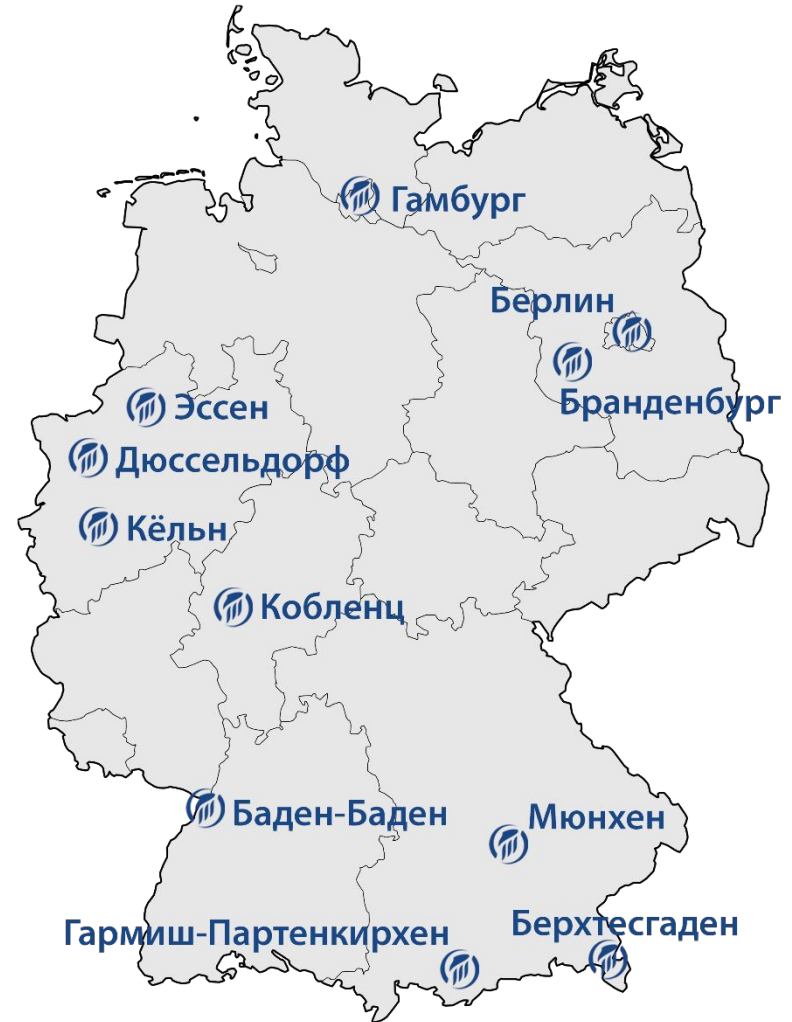 Гамбург
Берлин
Бранденбург
Эссен
Дюссельдорф
Кёльн
Кобленц
Баден-Баден
Мюнхен
Берхтесгаден
Гармиш-Партенкирхен